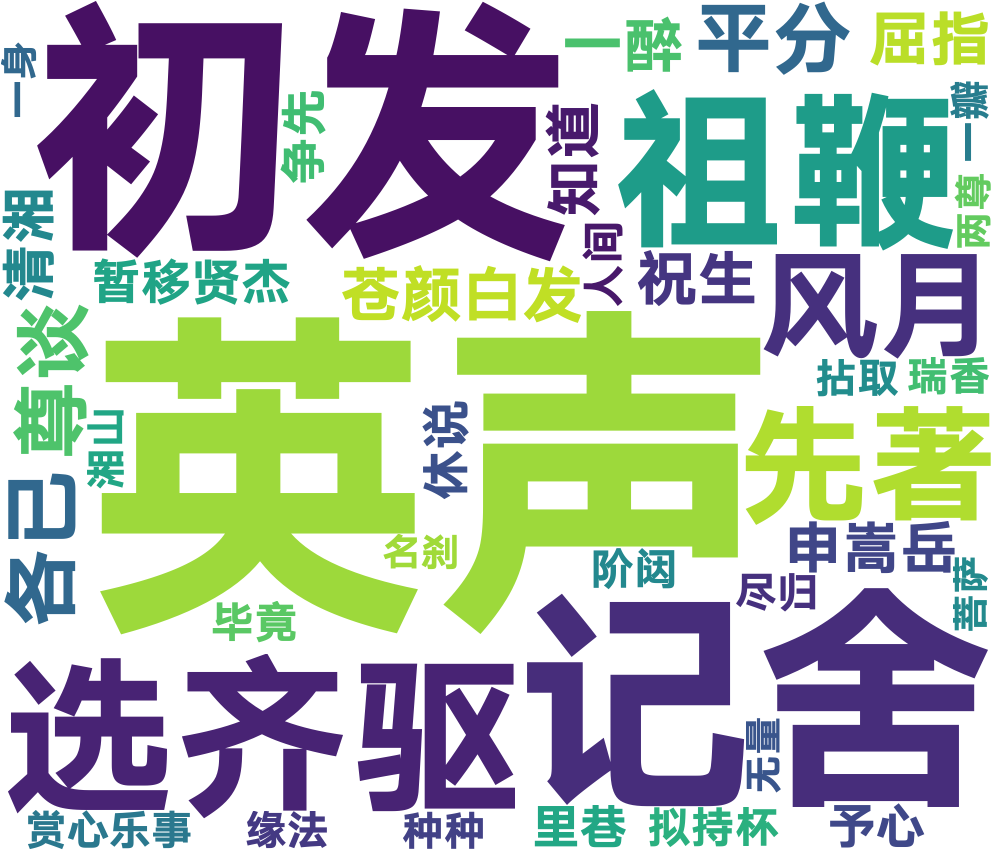 初发
一身
争先
一醉
平分
屈指
知道
祖鞭
一瓣
两尊
清湘
暂移贤杰
苍颜白发
人间
祝生
风月
尊谈
英声
湘山
休说
拈取
瑞香
先著
各已
名刹
阶闼
申嵩岳
尽归
菩萨
毕竟
选齐驱
记舍
无量
赏心乐事
缘法
种种
里巷
拟持杯
予心